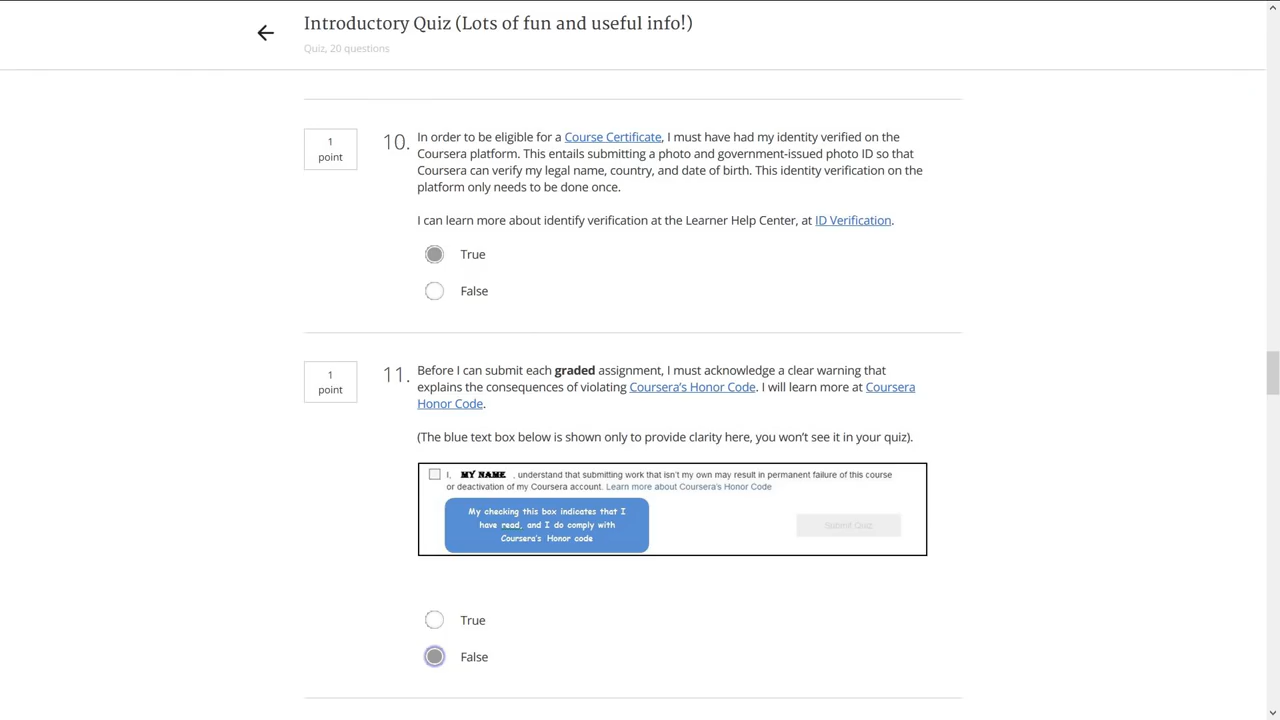 Introductory Quiz (Lots of fun and useful info!)
Quiz, 20 questions
1
point
10.
In order to be eligible for a Course Certificate, I must have had my identity verified on the
Coursera platform. This entails submitting a photo and government-issued photo ID so that
Coursera can verify my legal name, country, and date of birth. This identity verification on the
platform only needs to be done once.
I can learn more about identify verification at the Learner Help Center, at ID Verification.
True
False
1
point
11.
Before I can submit each graded assignment, I must acknowledge a clear warning that
explains the consequences of violating Coursera's Honor Code. I will learn more at Coursera
Honor Code.
(The blue text box below is shown only to provide clarity here, you won't see it in your quiz).
I, MY NAME , understand that submitting work that isn't my own may result in permanent failure of this course
or deactivation of my Coursera account. Learn more about Coursera's Honor Code
My checking this box indicates that I
have read, and I do comply with
Coursera's Honor code
Submit Quiz
True
False